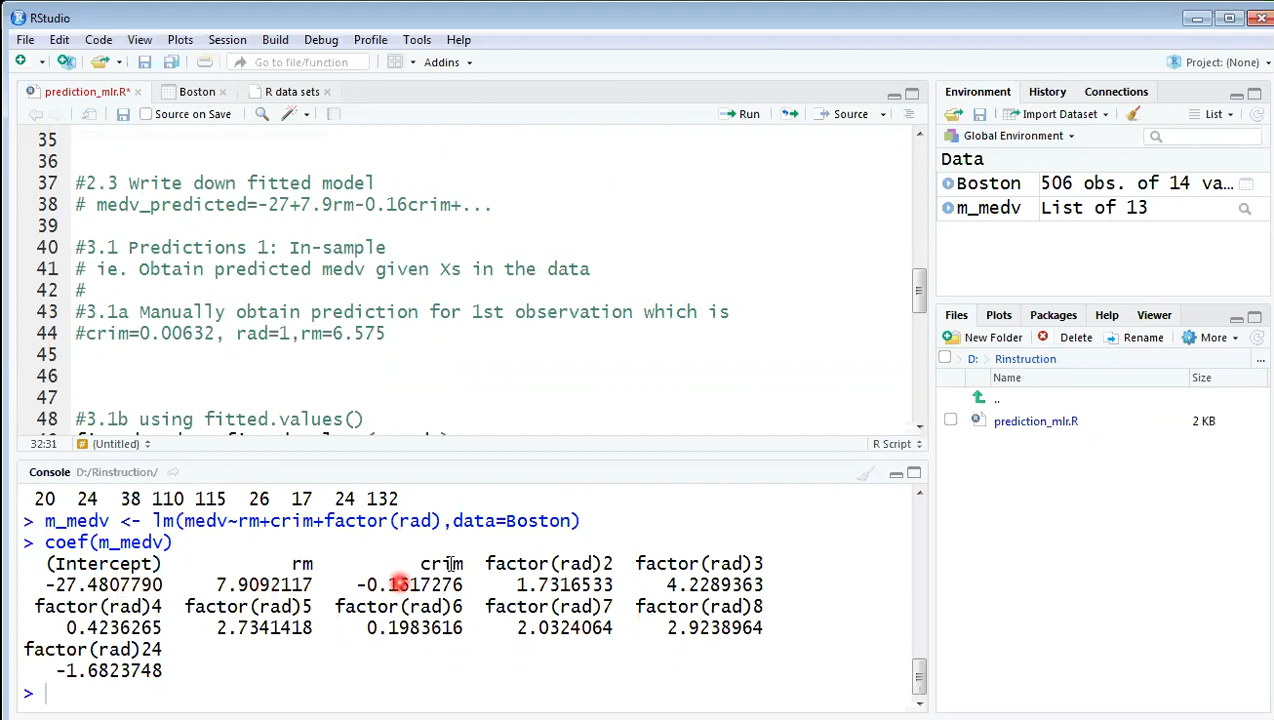 RStudio
File Edit Code View Plots Session Build Debug Profile Tools Help
Go to file/function Addins Project: (None)
prediction_mlr.R* Boston R data sets
Source on Save Run Source
35
36
37 #2.3 Write down fitted model
38 # medv_predicted=-27+7.9rm-0.16crim+...
39
40 #3.1 Predictions 1: In-sample
41 # ie. Obtain predicted medv given Xs in the data
42 #
43 #3.1a Manually obtain prediction for 1st observation which is
44 #crim=0.00632, rad=1,rm=6.575
45
46
47
48 #3.1b using fitted.values()
32:31 (Untitled) R Script
Console D:/Rinstruction/
20 24 38 110 115 26 17 24 132
> m_medv <- lm(medv~rm+crim+factor(rad),data=Boston)
> coef(m_medv)
(Intercept) rm crim factor(rad)2 factor(rad)3
-27.4807790 7.9092117 -0.1617276 1.7316533 4.2289363
factor(rad)4 factor(rad)5 factor(rad)6 factor(rad)7 factor(rad)8
0.4236265 2.7341418 0.1983616 2.0324064 2.9238964
factor(rad)24
-1.6823748
>
Environment History Connections
Import Dataset List
Global Environment
Data
Boston 506 obs. of 14 va...
m_medv List of 13
Files Plots Packages Help Viewer
New Folder Delete Rename More
D: Rinstruction ...
Name Size
..
prediction_mlr.R 2 KB